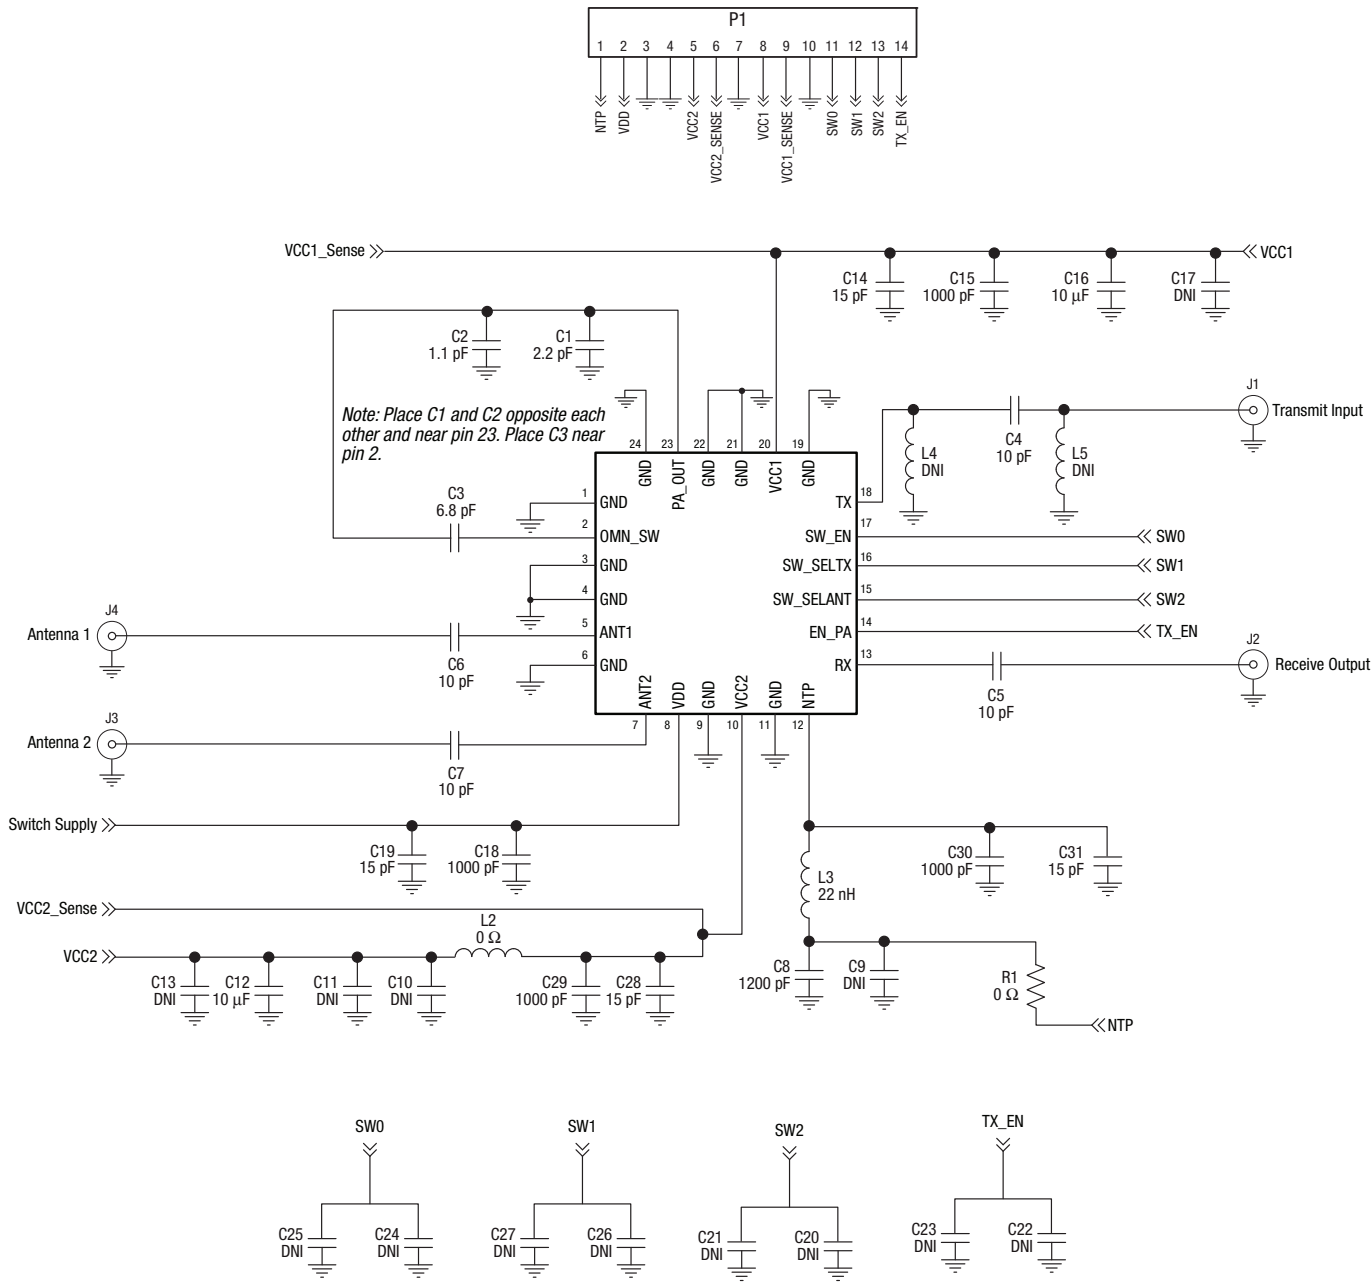 P1
1 2 3 4 5 6 7 8 9 10 11 12 13 14
NTP
VDD
VCC2
VCC2_SENSE
VCC1
VCC1_SENSE
SW0
SW1
SW2
TX_EN
VCC1_Sense
VCC1
C14
15 pF
C15
1000 pF
C16
10 µF
C17
DNI
C2
1.1 pF
C1
2.2 pF
Note: Place C1 and C2 opposite each
other and near pin 23. Place C3 near
pin 2.
J1
Transmit Input
L4
DNI
C4
10 pF
L5
DNI
24 23 22 21 20 19
GND
PA_OUT
GND
GND
VCC1
GND
C3
6.8 pF
1
GND
2
OMN_SW
3
GND
4
GND
5
ANT1
6
GND
18
TX
17
SW_EN
16
SW_SELTX
15
SW_SELANT
14
EN_PA
13
RX
SW0
SW1
SW2
TX_EN
J2
Receive Output
C5
10 pF
J4
Antenna 1
C6
10 pF
ANT2
VDD
GND
VCC2
GND
NTP
7 8 9 10 11 12
J3
Antenna 2
C7
10 pF
Switch Supply
C19
15 pF
C18
1000 pF
C30
1000 pF
C31
15 pF
L3
22 nH
VCC2_Sense
L2
0 Ω
VCC2
C13
DNI
C12
10 µF
C11
DNI
C10
DNI
C29
1000 pF
C28
15 pF
C8
1200 pF
C9
DNI
R1
0 Ω
NTP
SW0
SW1
SW2
TX_EN
C25
DNI
C24
DNI
C27
DNI
C26
DNI
C21
DNI
C20
DNI
C23
DNI
C22
DNI